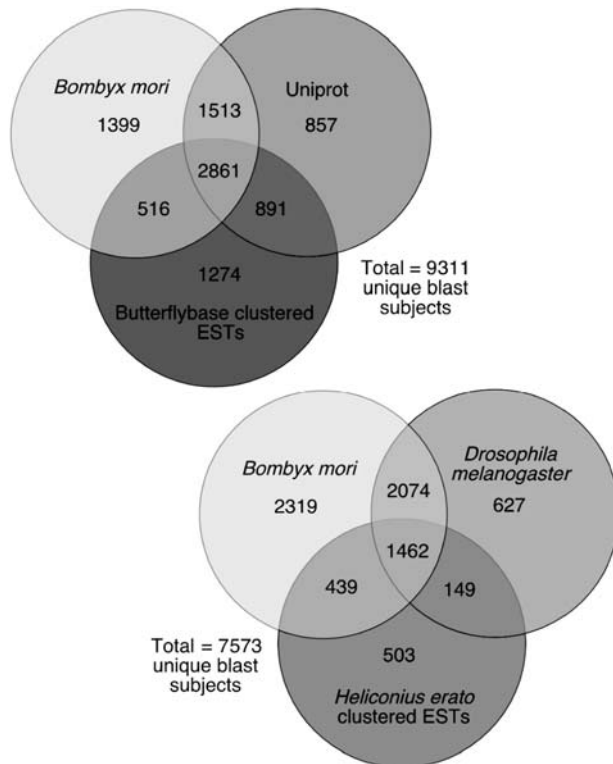 Bombyx mori
1399
1513
Uniprot
857
2861
516
891
1274
Butterflybase clustered
ESTs
Total = 9311
unique blast
subjects
Bombyx mori
2319
2074
Drosophila
melanogaster
627
1462
439
149
503
Heliconius erato
clustered ESTs
Total = 7573
unique blast
subjects